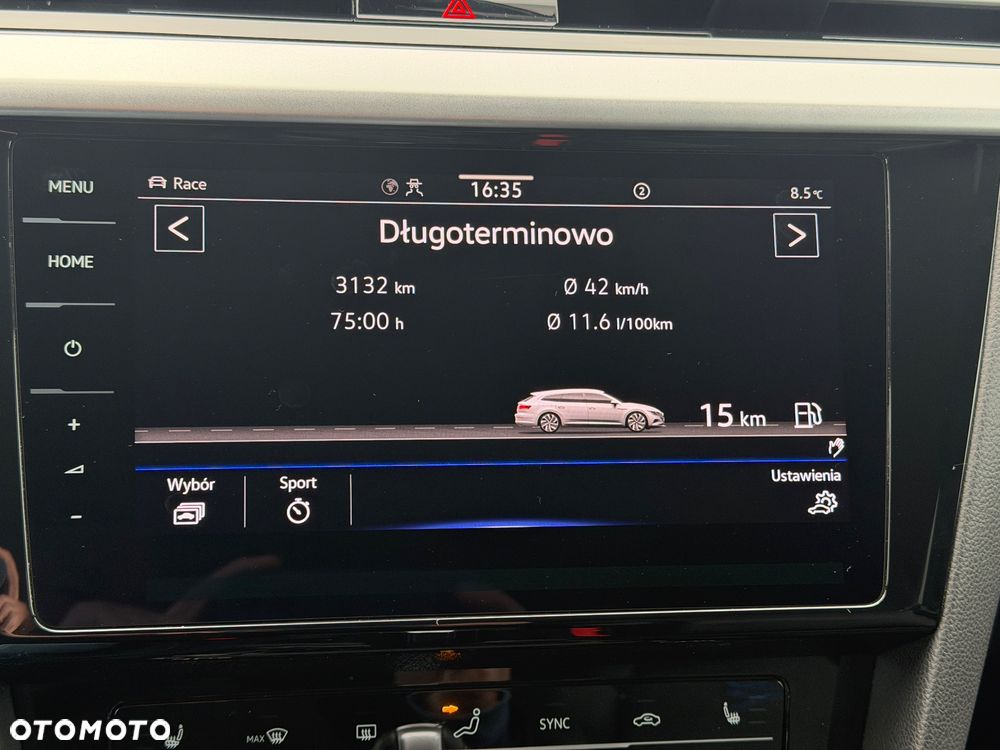 MENU
HOME
+
-
Race
16:35
2
8.5°C
<
Długoterminowo
>
3132 km
Ø 42 km/h
75:00 h
Ø 11.6 l/100km
15 km
Wybór
Sport
Ustawienia
MAX
SYNC
OTOMOTO